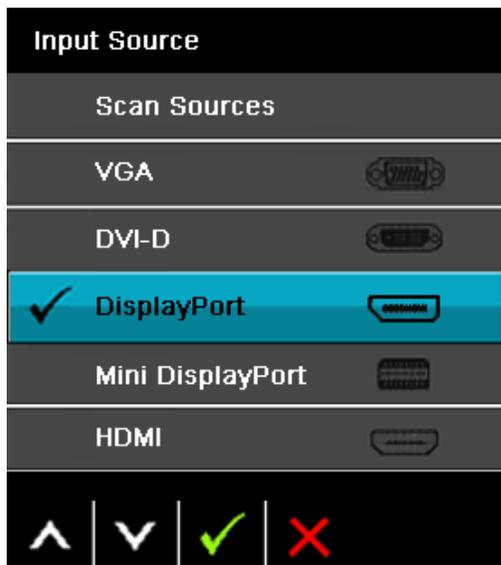 Input Source
Scan Sources
VGA
DVI-D
DisplayPort
Mini DisplayPort
HDMI